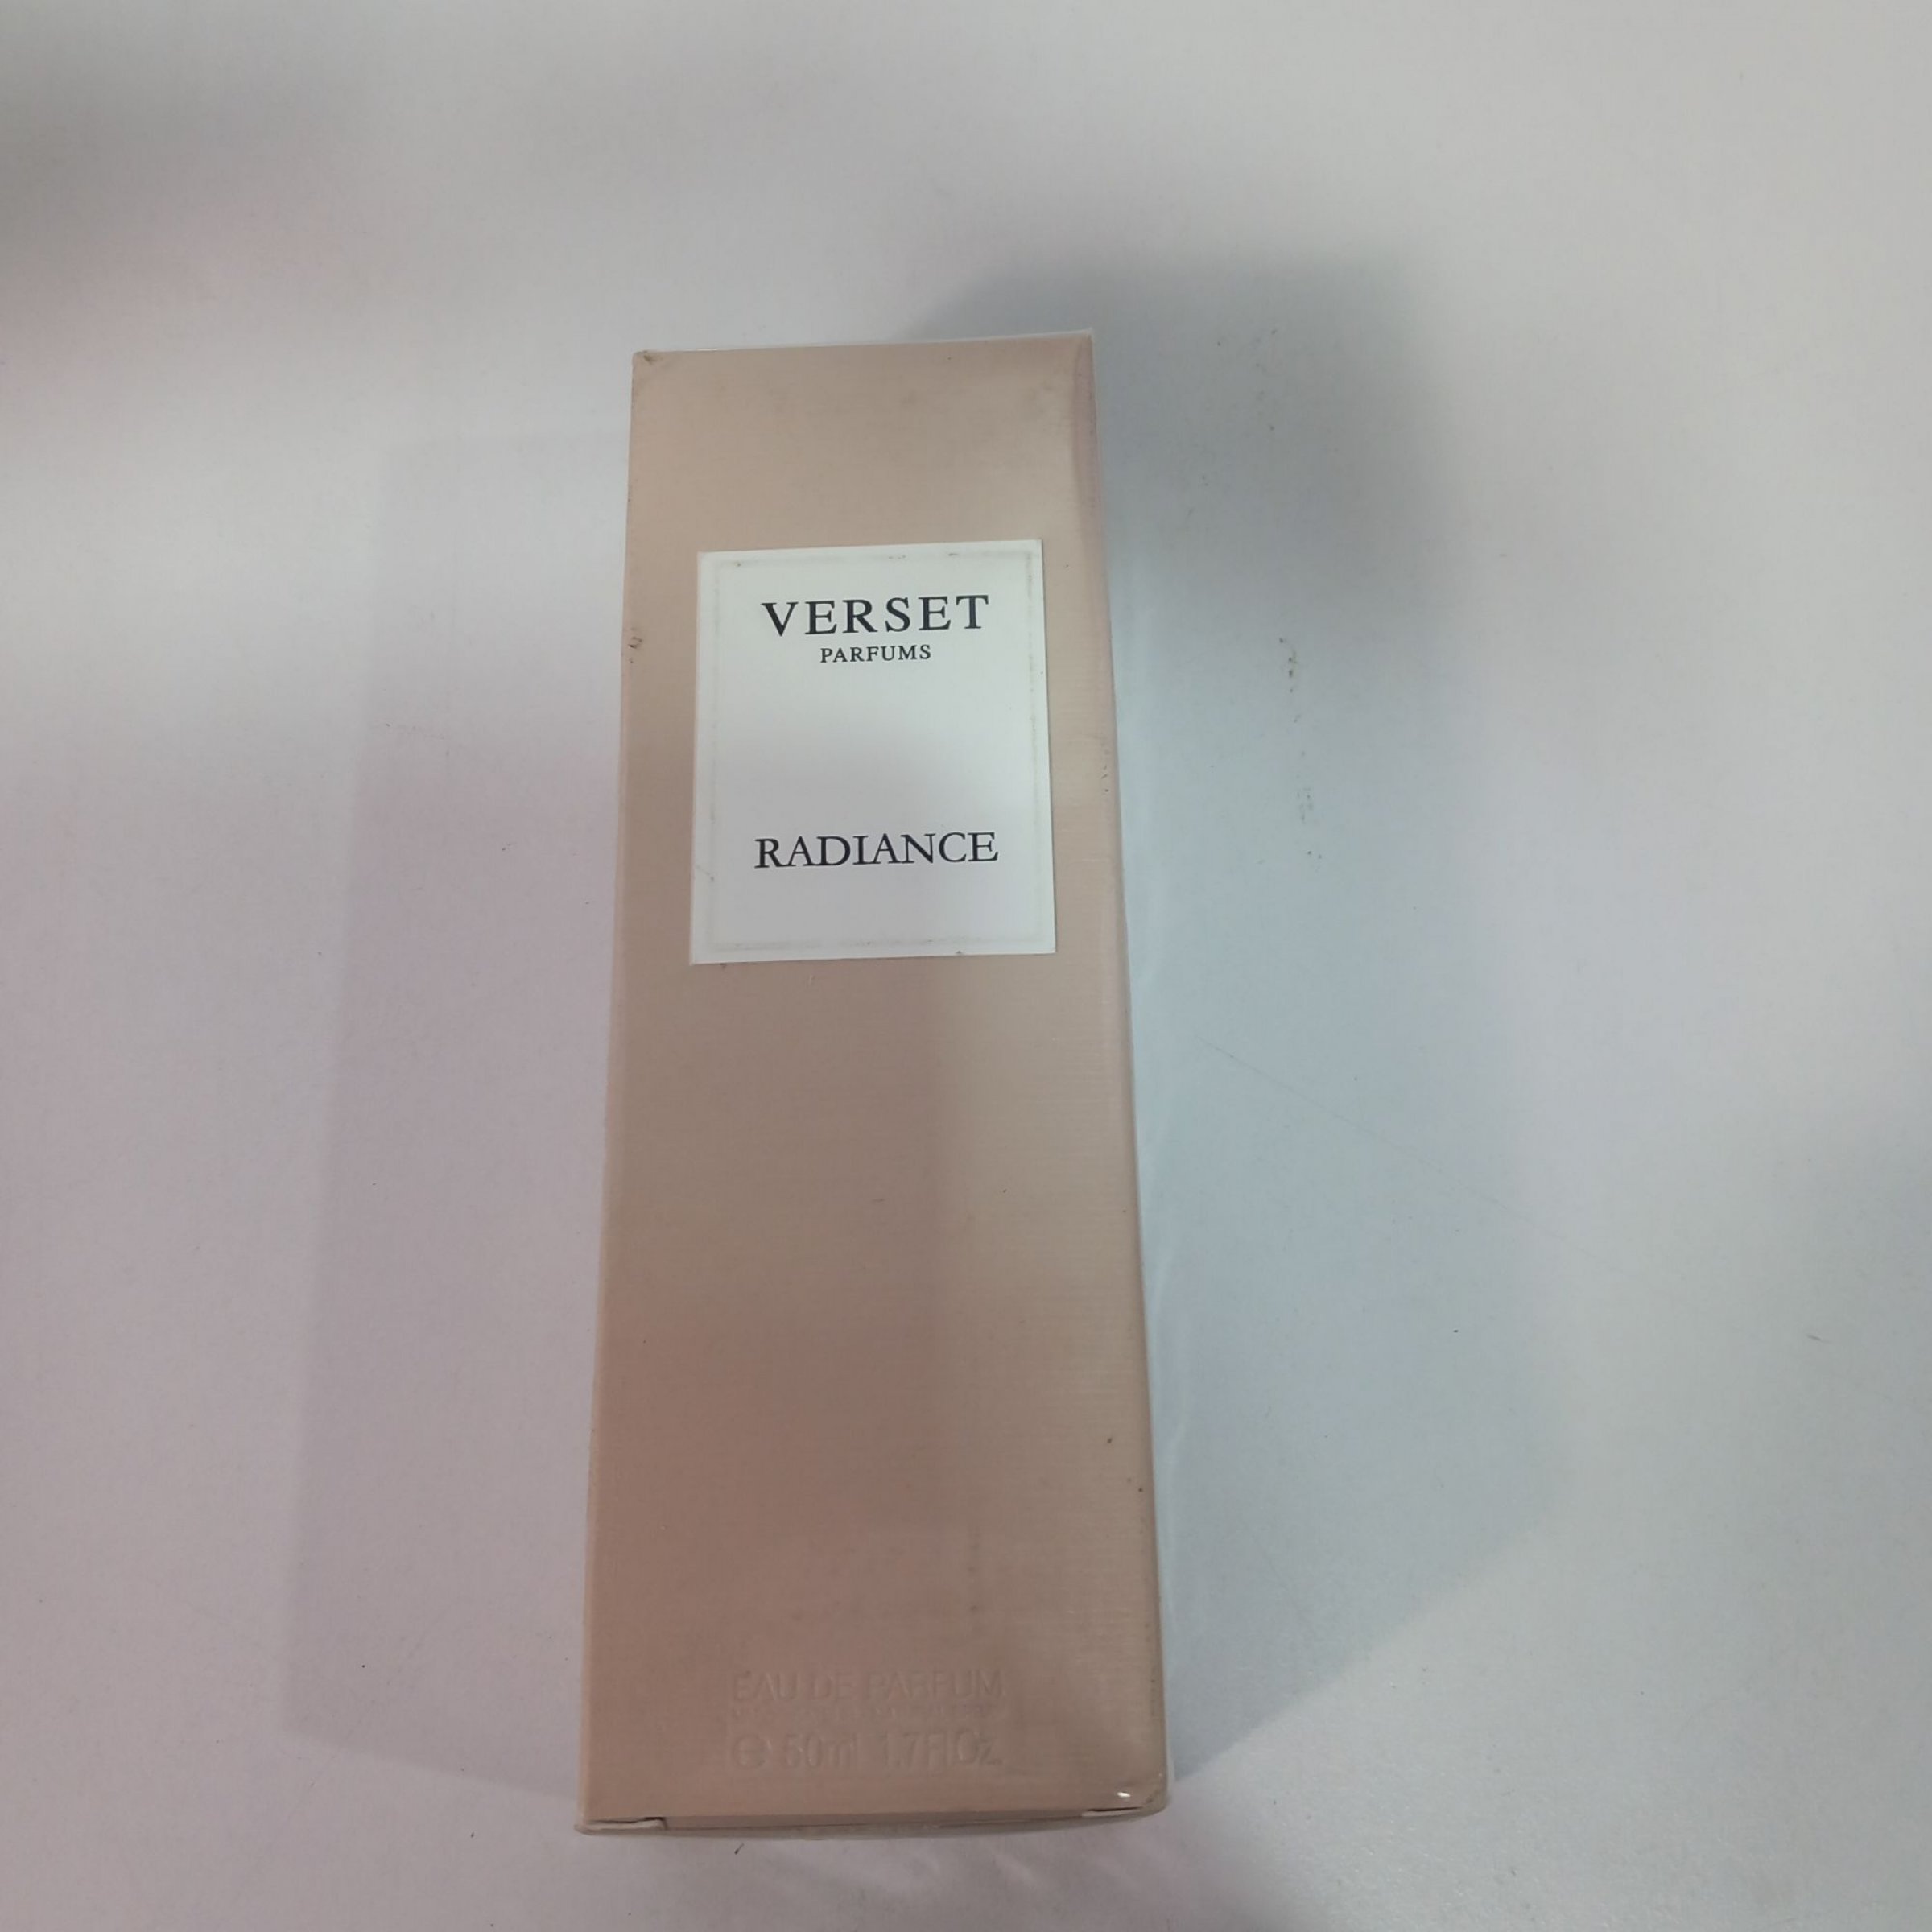 VERSET
PARFUMS
RADIANCE
EAU DE PARFUM
℮ 50ml 1.7FlOz